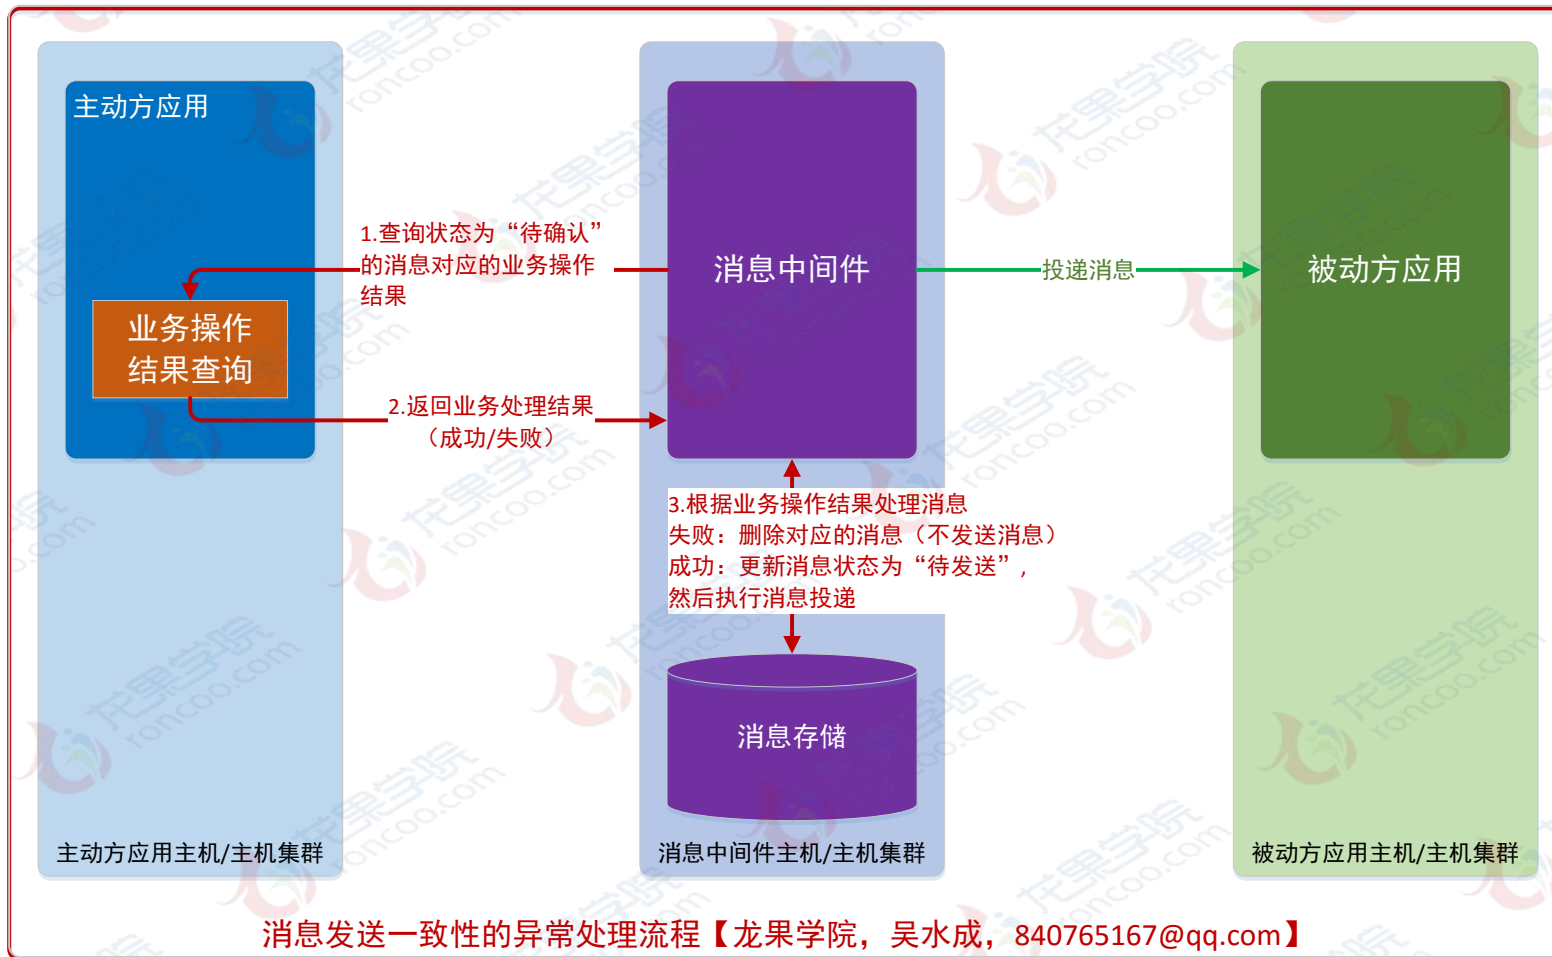 主动方应用
1.查询状态为“待确认”
的消息对应的业务操作
结果
业务操作
结果查询
2.返回业务处理结果
（成功/失败）
消息中间件
投递消息
被动方应用
3.根据业务操作结果处理消息
失败：删除对应的消息（不发送消息）
成功：更新消息状态为“待发送”，
然后执行消息投递
消息存储
主动方应用主机/主机集群
消息中间件主机/主机集群
被动方应用主机/主机集群
消息发送一致性的异常处理流程【龙果学院，吴水成，840765167@qq.com】
龙果学院
roncoo.com